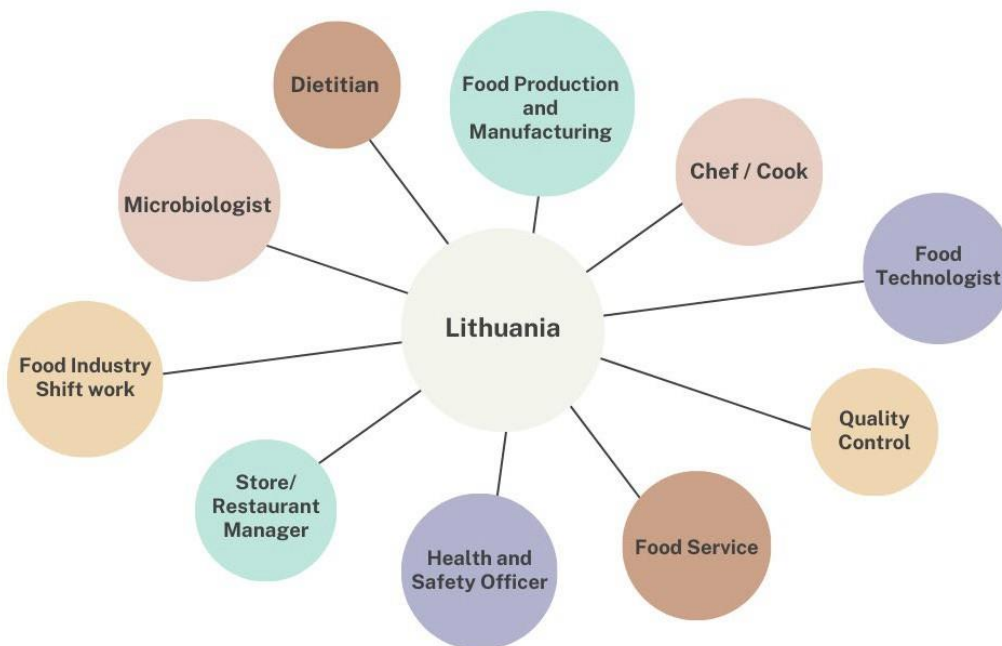 Dietitian
Food Production
and
Manufacturing
Chef / Cook
Microbiologist
Food
Technologist
Lithuania
Food Industry
Shift work
Quality
Control
Store/
Restaurant
Manager
Health and
Safety Officer
Food Service